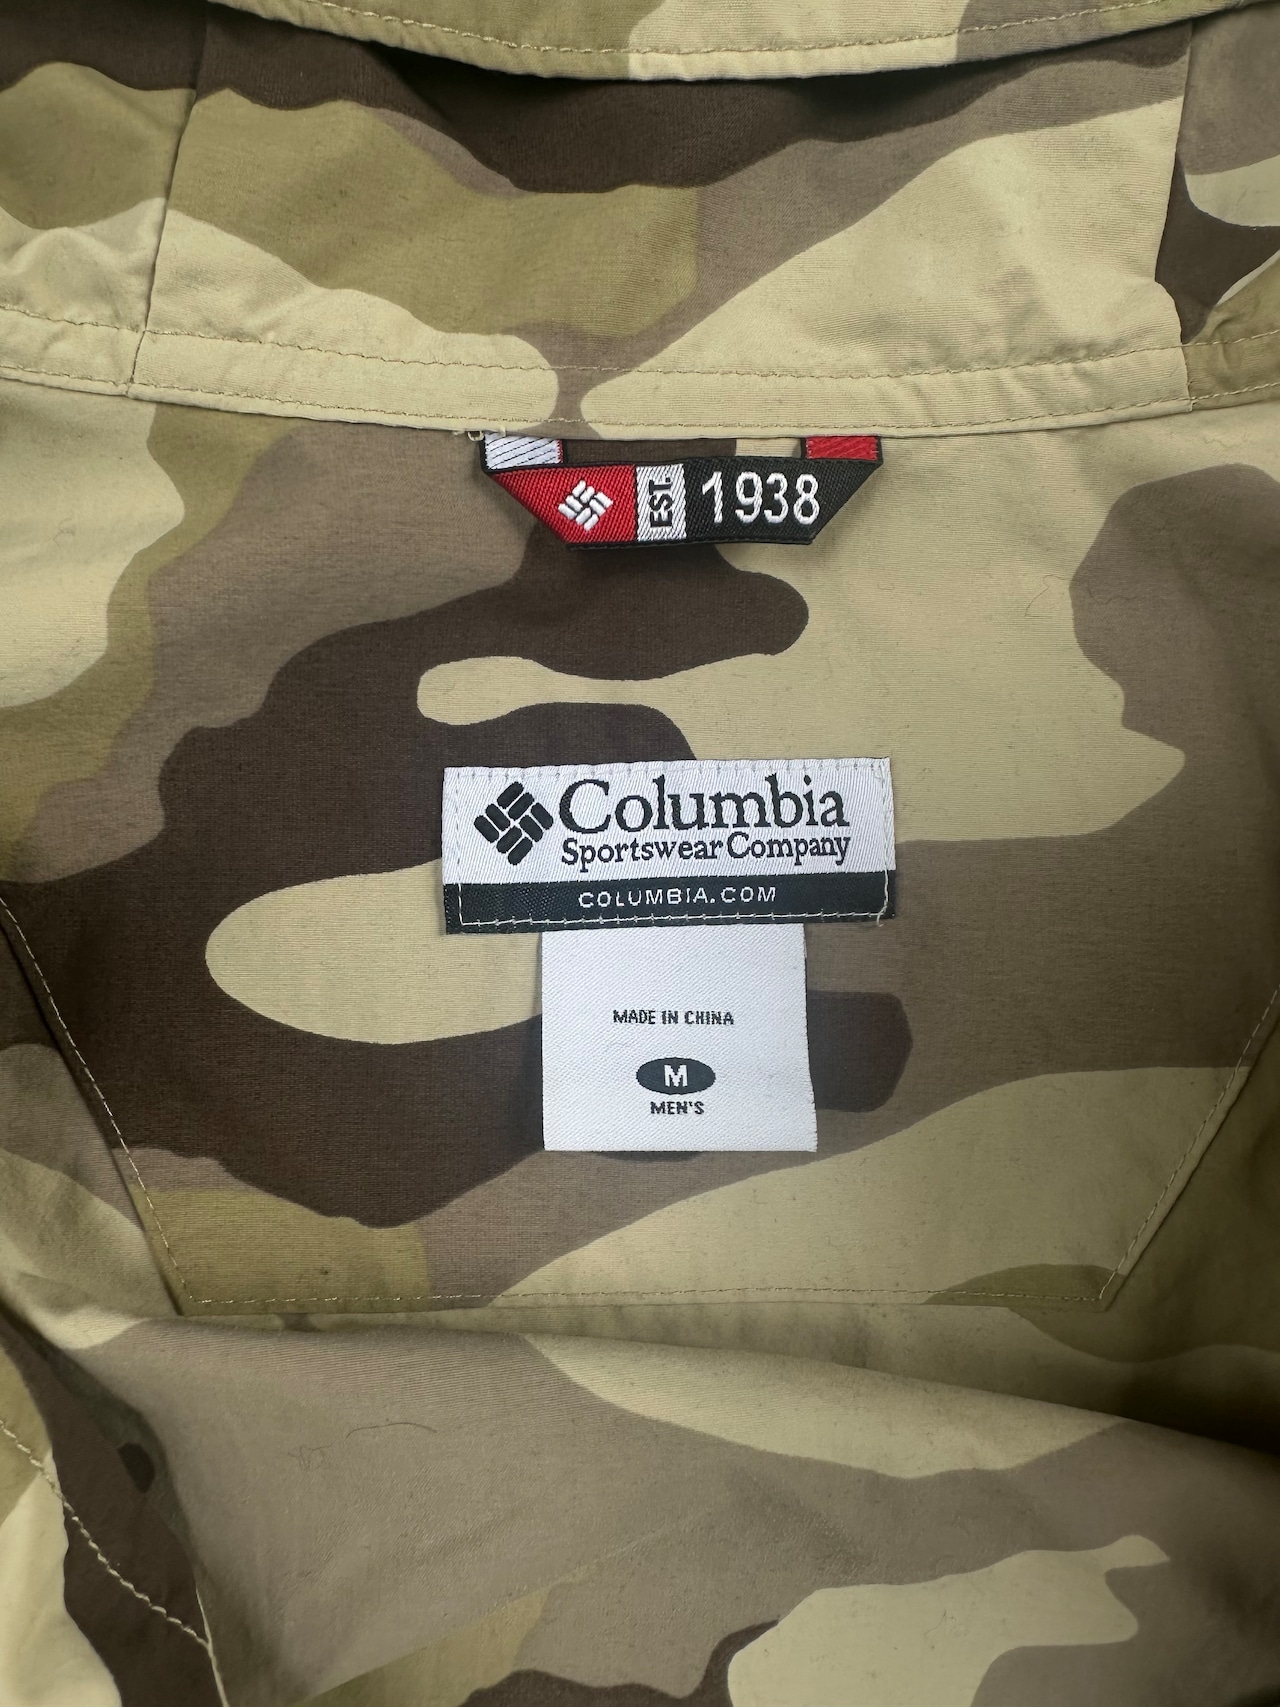 EST. 1938
Columbia
Sportswear Company
COLUMBIA.COM
MADE IN CHINA
M
MEN'S